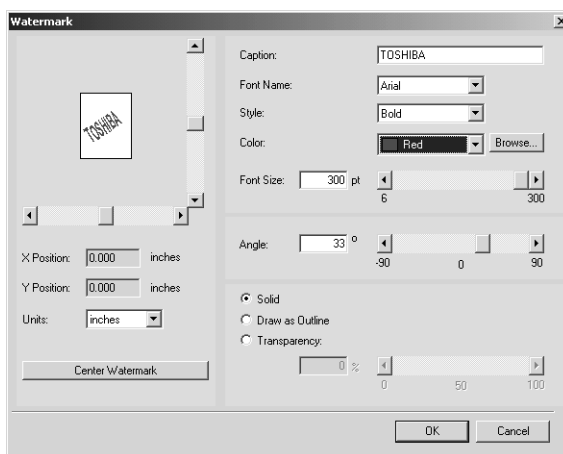 Watermark
TOSHIBA
X Position: 0.000 inches
Y Position: 0.000 inches
Units: inches
Center Watermark
Caption: TOSHIBA
Font Name: Arial
Style: Bold
Color: Red Browse...
Font Size: 300 pt
6 300
Angle: 33 °
-90 0 90
Solid
Draw as Outline
Transparency:
0 %
0 50 100
OK Cancel